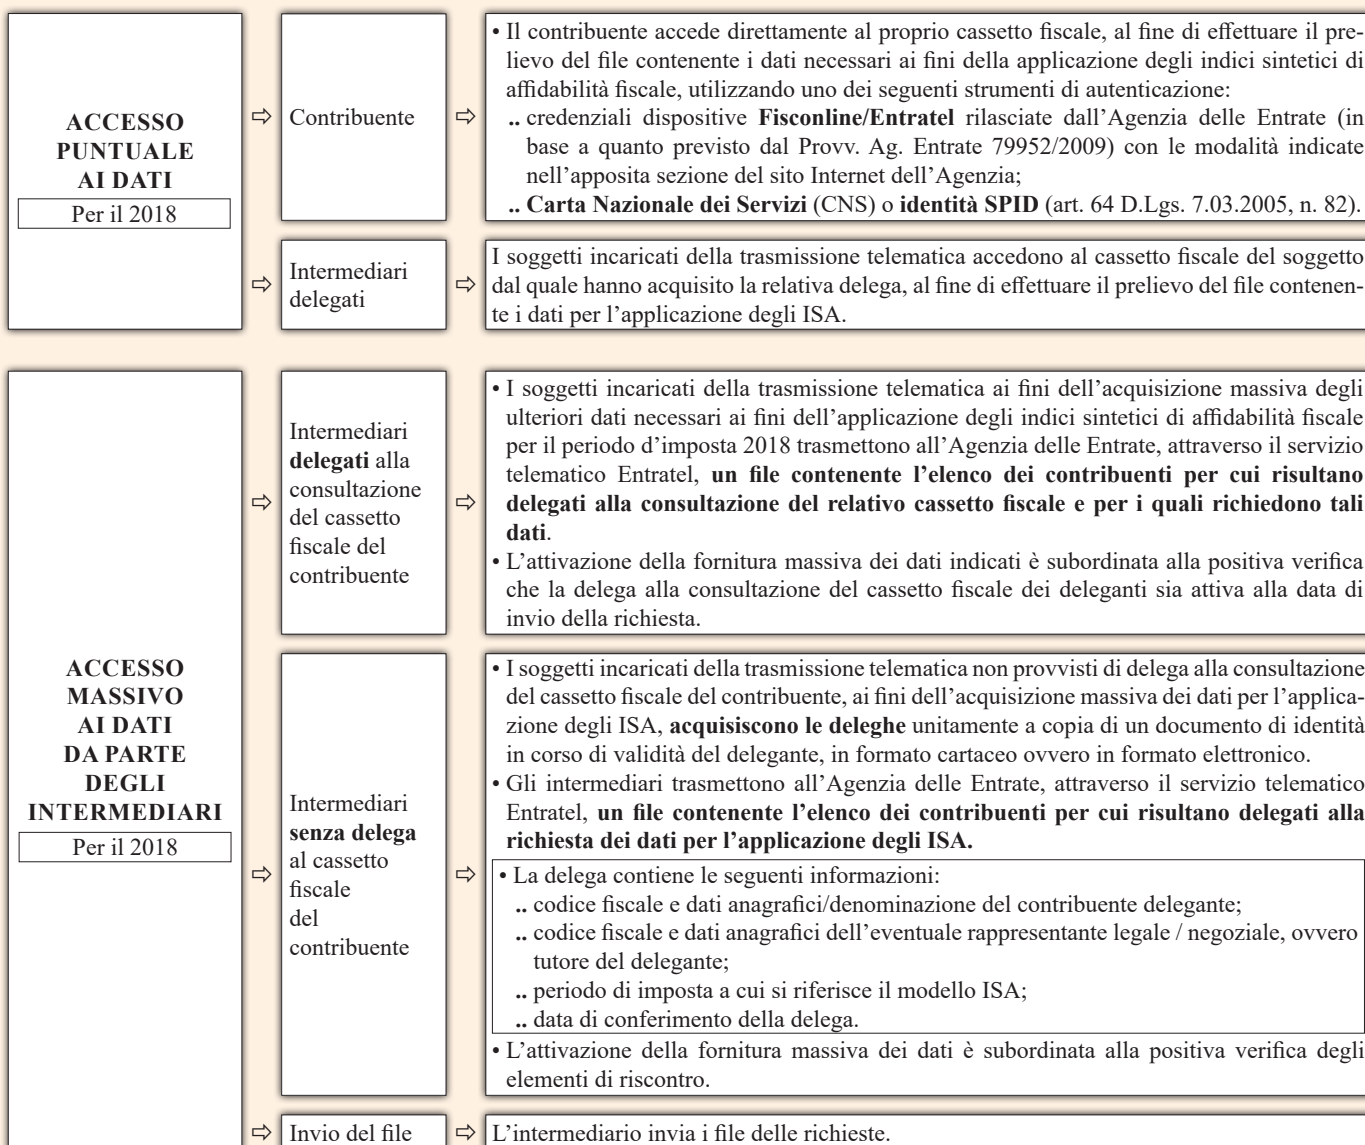 ACCESSO
PUNTUALE
AI DATI
Per il 2018
⇨ Contribuente ⇨
• Il contribuente accede direttamente al proprio cassetto fiscale, al fine di effettuare il pre-
lievo del file contenente i dati necessari ai fini della applicazione degli indici sintetici di
affidabilità fiscale, utilizzando uno dei seguenti strumenti di autenticazione:
.. credenziali dispositive Fisconline/Entratel rilasciate dall'Agenzia delle Entrate (in
base a quanto previsto dal Provv. Ag. Entrate 79952/2009) con le modalità indicate
nell'apposita sezione del sito Internet dell'Agenzia;
.. Carta Nazionale dei Servizi (CNS) o identità SPID (art. 64 D.Lgs. 7.03.2005, n. 82).
⇨ Intermediari
delegati ⇨
I soggetti incaricati della trasmissione telematica accedono al cassetto fiscale del soggetto
dal quale hanno acquisito la relativa delega, al fine di effettuare il prelievo del file contenen-
te i dati per l'applicazione degli ISA.
ACCESSO
MASSIVO
AI DATI
DA PARTE
DEGLI
INTERMEDIARI
Per il 2018
⇨ Intermediari
delegati alla
consultazione
del cassetto
fiscale del
contribuente ⇨
• I soggetti incaricati della trasmissione telematica ai fini dell'acquisizione massiva degli
ulteriori dati necessari ai fini dell'applicazione degli indici sintetici di affidabilità fiscale
per il periodo d'imposta 2018 trasmettono all'Agenzia delle Entrate, attraverso il servizio
telematico Entratel, un file contenente l'elenco dei contribuenti per cui risultano
delegati alla consultazione del relativo cassetto fiscale e per i quali richiedono tali
dati.
• L'attivazione della fornitura massiva dei dati indicati è subordinata alla positiva verifica
che la delega alla consultazione del cassetto fiscale dei deleganti sia attiva alla data di
invio della richiesta.
⇨ Intermediari
senza delega
al cassetto
fiscale
del
contribuente ⇨
• I soggetti incaricati della trasmissione telematica non provvisti di delega alla consultazione
del cassetto fiscale del contribuente, ai fini dell'acquisizione massiva dei dati per l'applica-
zione degli ISA, acquisiscono le deleghe unitamente a copia di un documento di identità
in corso di validità del delegante, in formato cartaceo ovvero in formato elettronico.
• Gli intermediari trasmettono all'Agenzia delle Entrate, attraverso il servizio telematico
Entratel, un file contenente l'elenco dei contribuenti per cui risultano delegati alla
richiesta dei dati per l'applicazione degli ISA.
• La delega contiene le seguenti informazioni:
.. codice fiscale e dati anagrafici/denominazione del contribuente delegante;
.. codice fiscale e dati anagrafici dell'eventuale rappresentante legale / negoziale, ovvero
tutore del delegante;
.. periodo di imposta a cui si riferisce il modello ISA;
.. data di conferimento della delega.
• L'attivazione della fornitura massiva dei dati è subordinata alla positiva verifica degli
elementi di riscontro.
⇨ Invio del file ⇨ L'intermediario invia i file delle richieste.